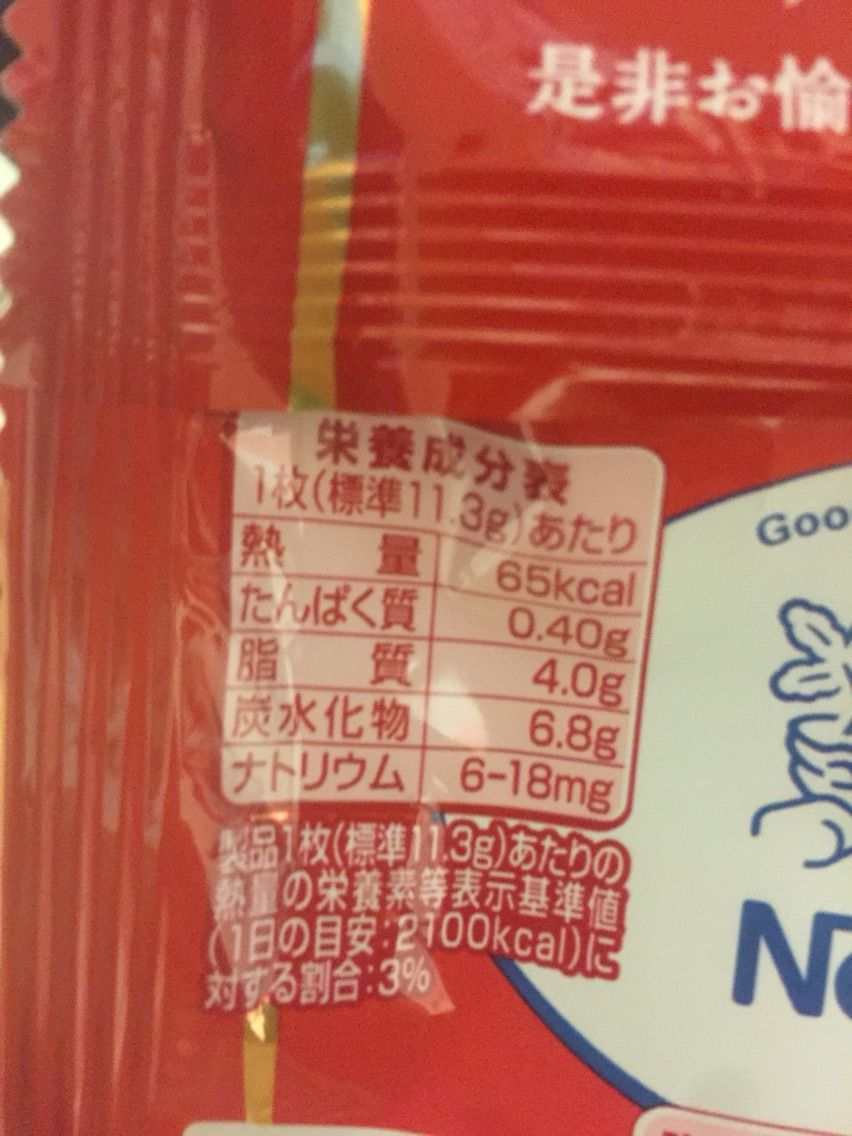 是非お愉
栄養成分表
1枚(標準11.3g)あたり
熱量 65kcal
たんぱく質 0.40g
脂質 4.0g
炭水化物 6.8g
ナトリウム 6-18mg
製品1枚(標準11.3g)あたりの
熱量の栄養素等表示基準値
(1日の目安:2100kcal)に
対する割合:3%
Goo
Ne